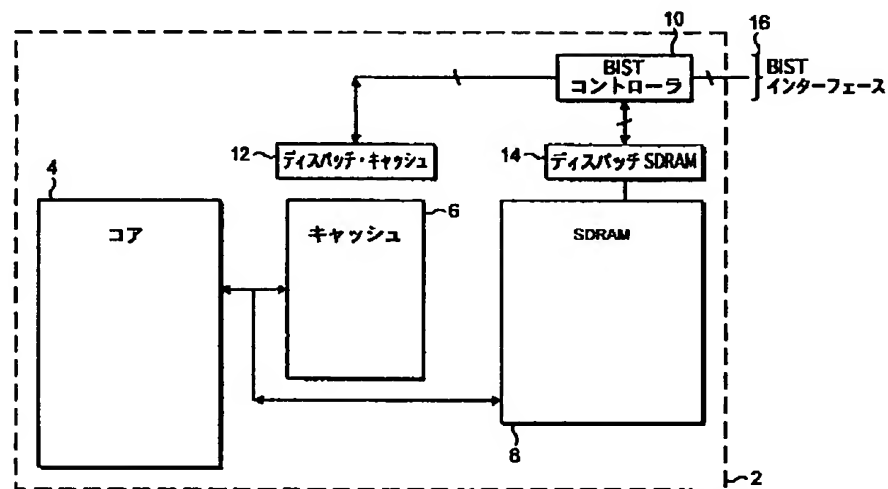 10
16
BIST
コントローラ
BIST
インターフェース
12
ディスパッチ・キャッシュ
14
ディスパッチ SDRAM
4
コア
6
キャッシュ
SDRAM
8
2